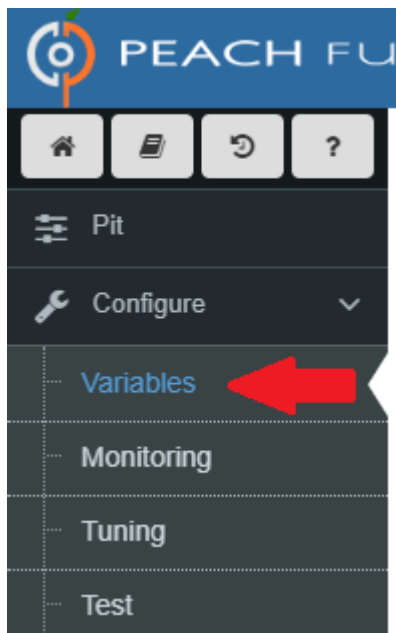 PEACH FU
?
Pit
Configure
Variables
Monitoring
Tuning
Test